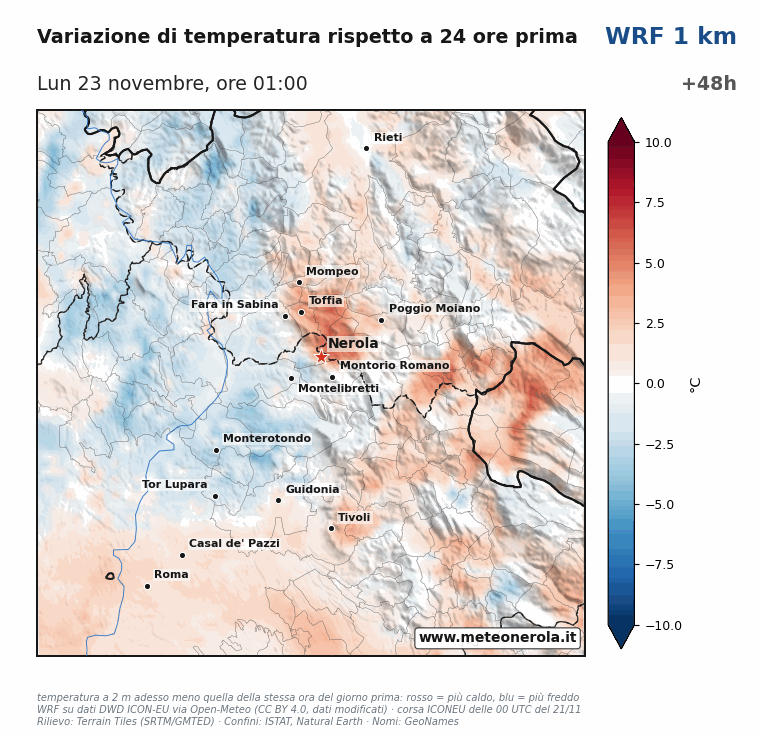 Variazione di temperatura rispetto a 24 ore prima
WRF 1 km
Lun 23 novembre, ore 01:00
+48h
Rieti
Mompeo
Toffia
Fara in Sabina
Poggio Moiano
Nerola
Montorio Romano
Montelibretti
Monterotondo
Tor Lupara
Guidonia
Tivoli
Casal de' Pazzi
Roma
www.meteonerola.it
10.0
7.5
5.0
2.5
0.0
−2.5
−5.0
−7.5
−10.0
°C
temperatura a 2 m adesso meno quella della stessa ora del giorno prima: rosso = più caldo, blu = più freddo
WRF su dati DWD ICON-EU via Open-Meteo (CC BY 4.0, dati modificati) · corsa ICONEU delle 00 UTC del 21/11
Rilievo: Terrain Tiles (SRTM/GMTED) · Confini: ISTAT, Natural Earth · Nomi: GeoNames